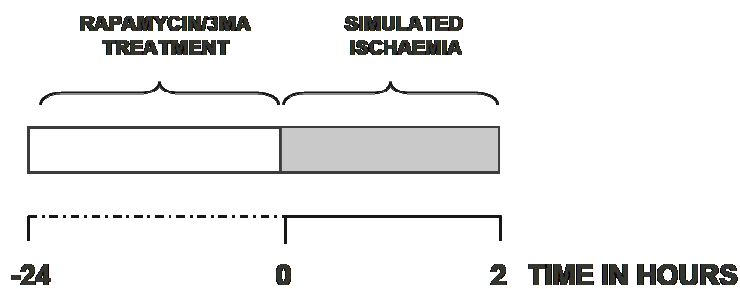 RAPAMYCIN/3MA
TREATMENT
SIMULATED
ISCHAEMIA
-24 0 2 TIME IN HOURS